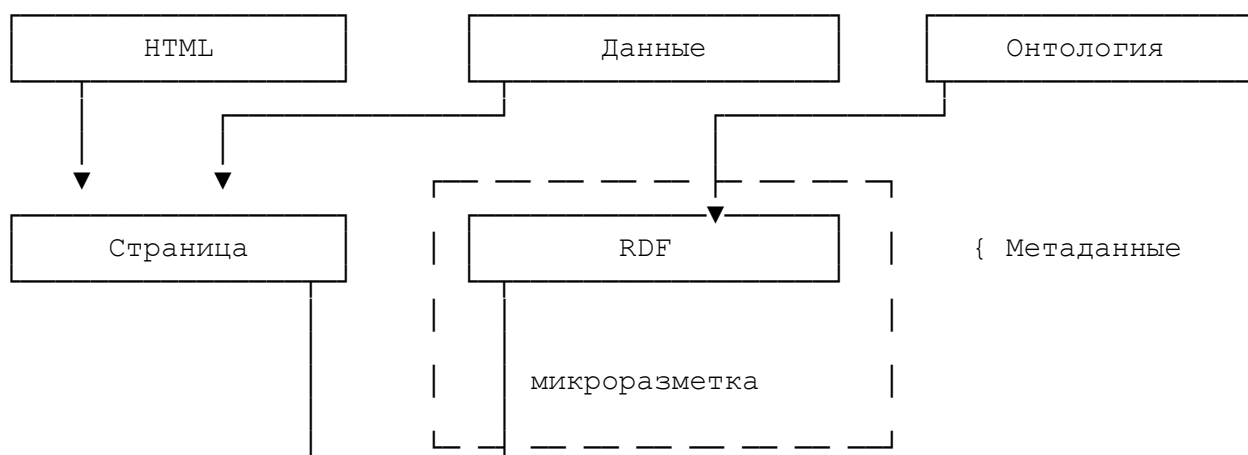 HTML
Данные
Онтология
Страница
RDF
{ Метаданные
микроразметка